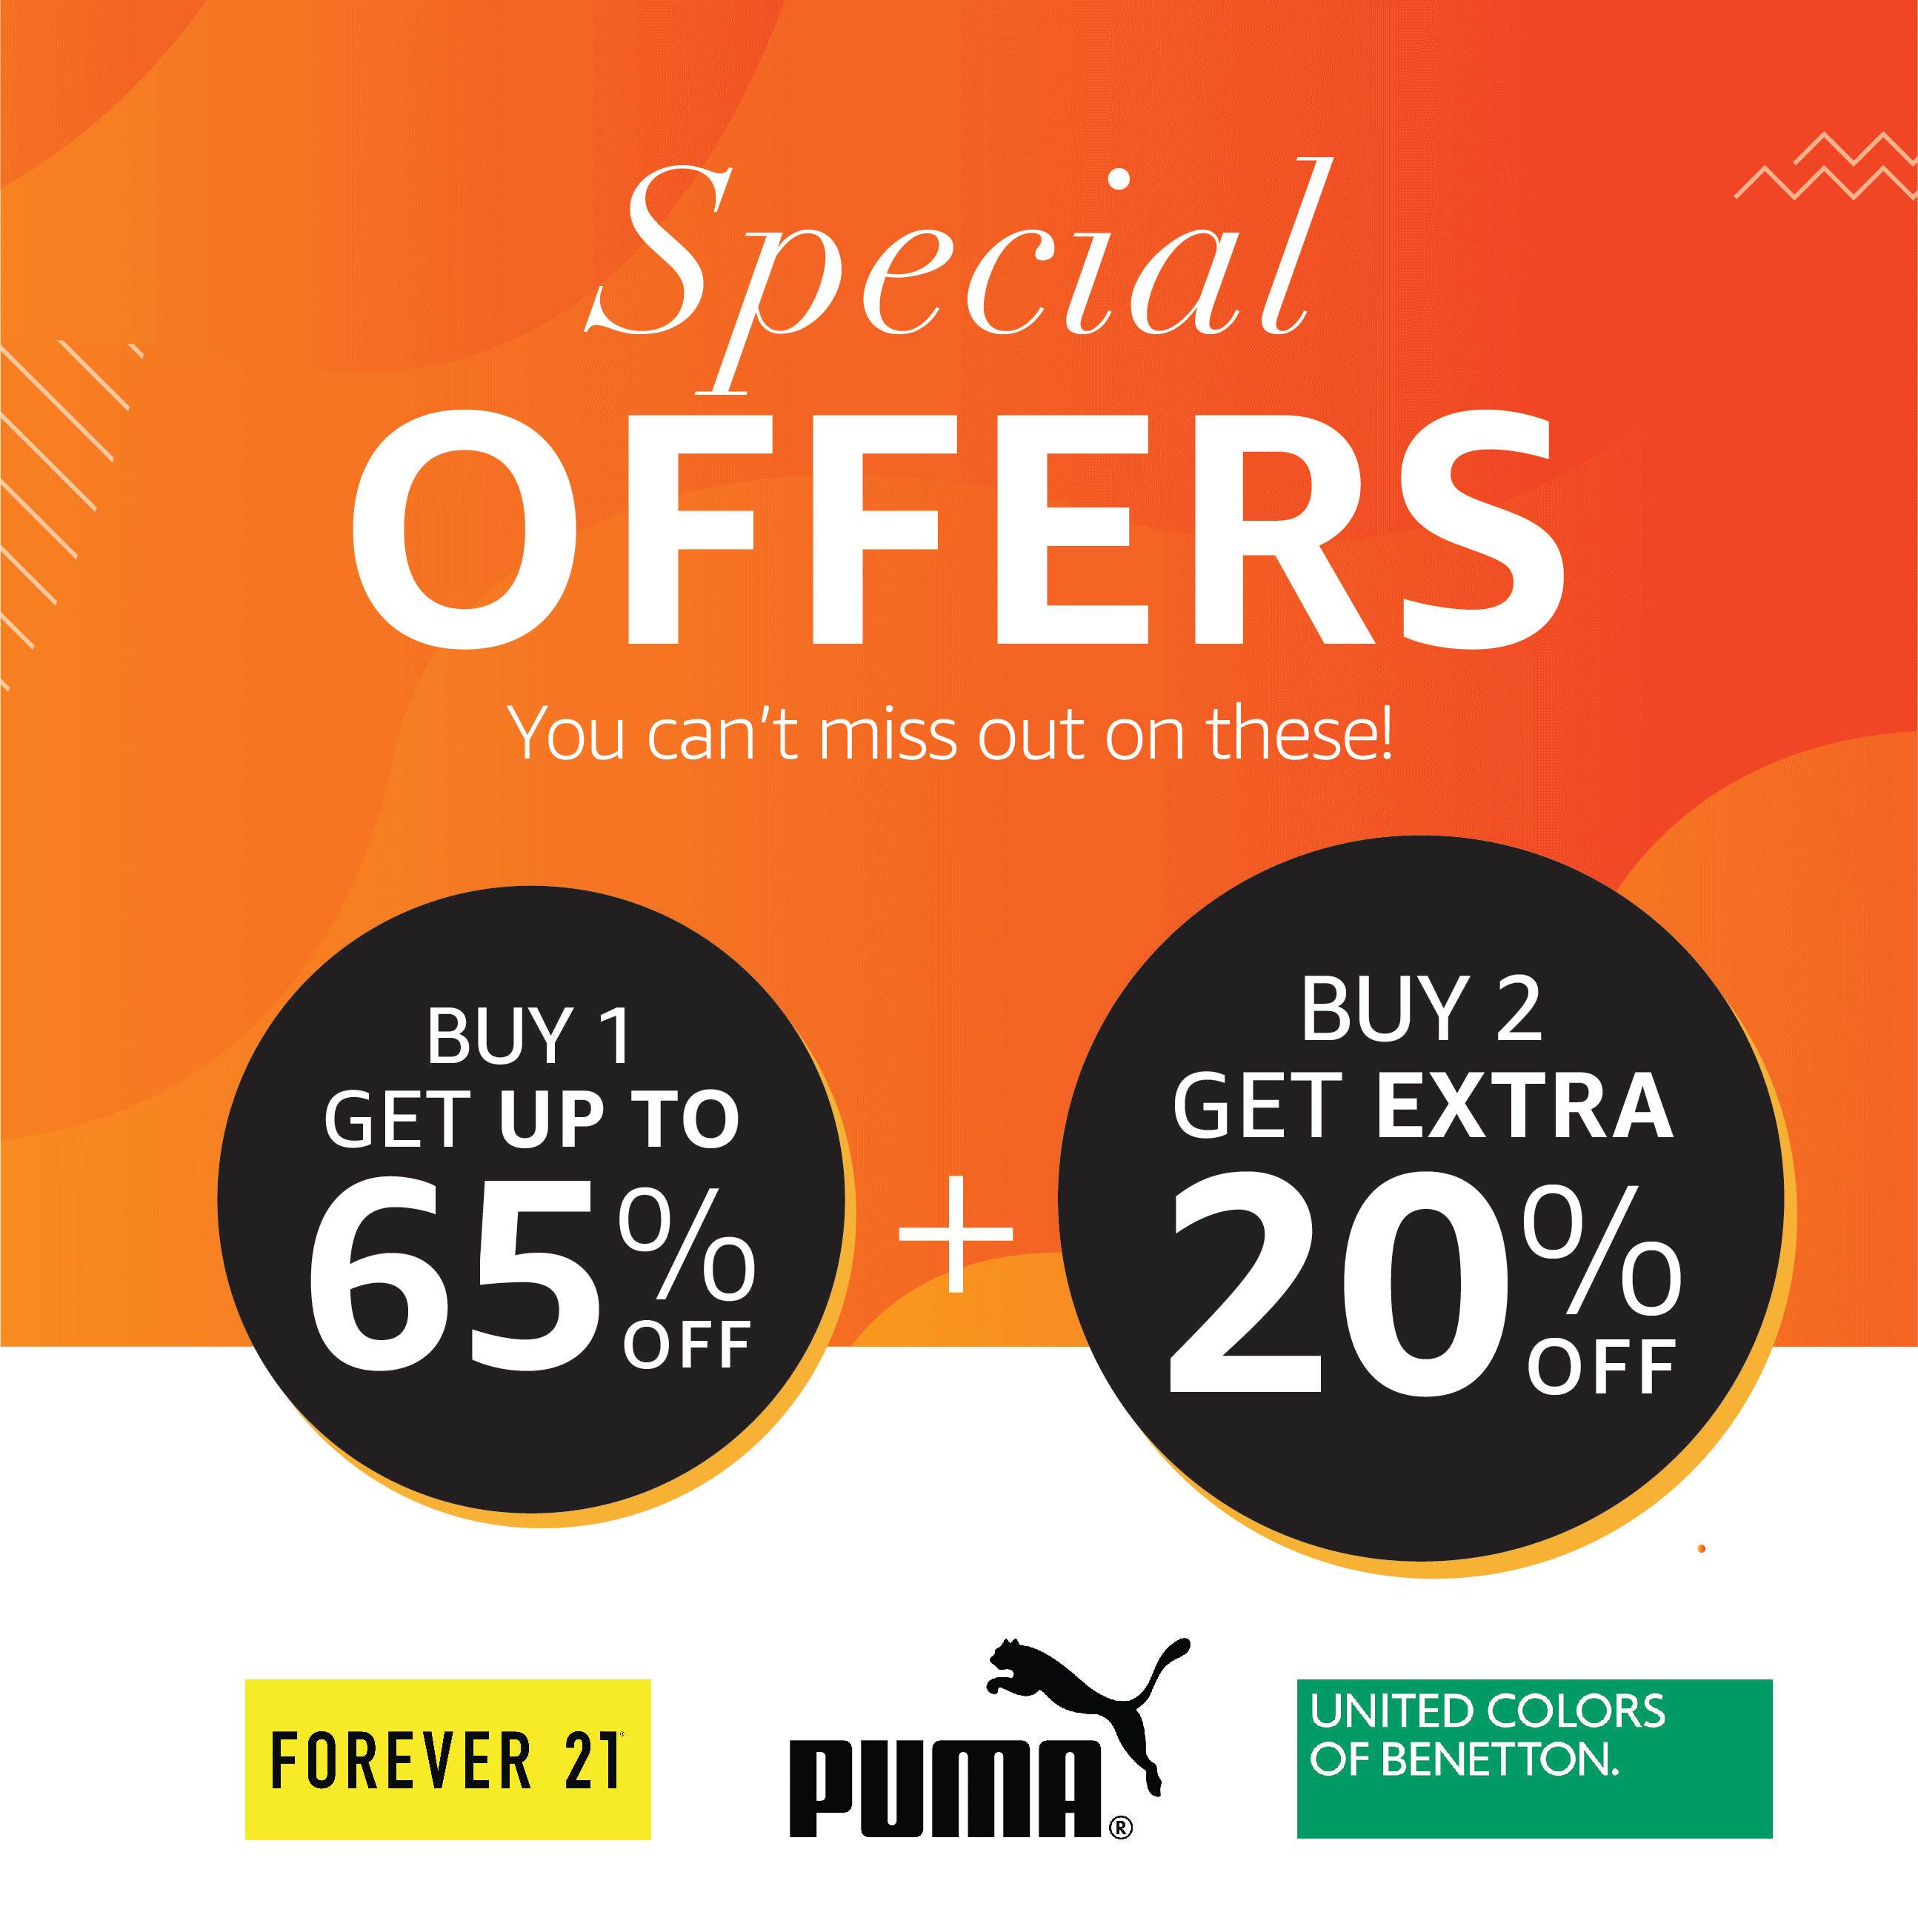 Special
OFFERS
You can't miss out on these!
BUY 1
GET UP TO
65% OFF
+
BUY 2
GET EXTRA
20% OFF
FOREVER 21
PUMA®
UNITED COLORS
OF BENETTON.